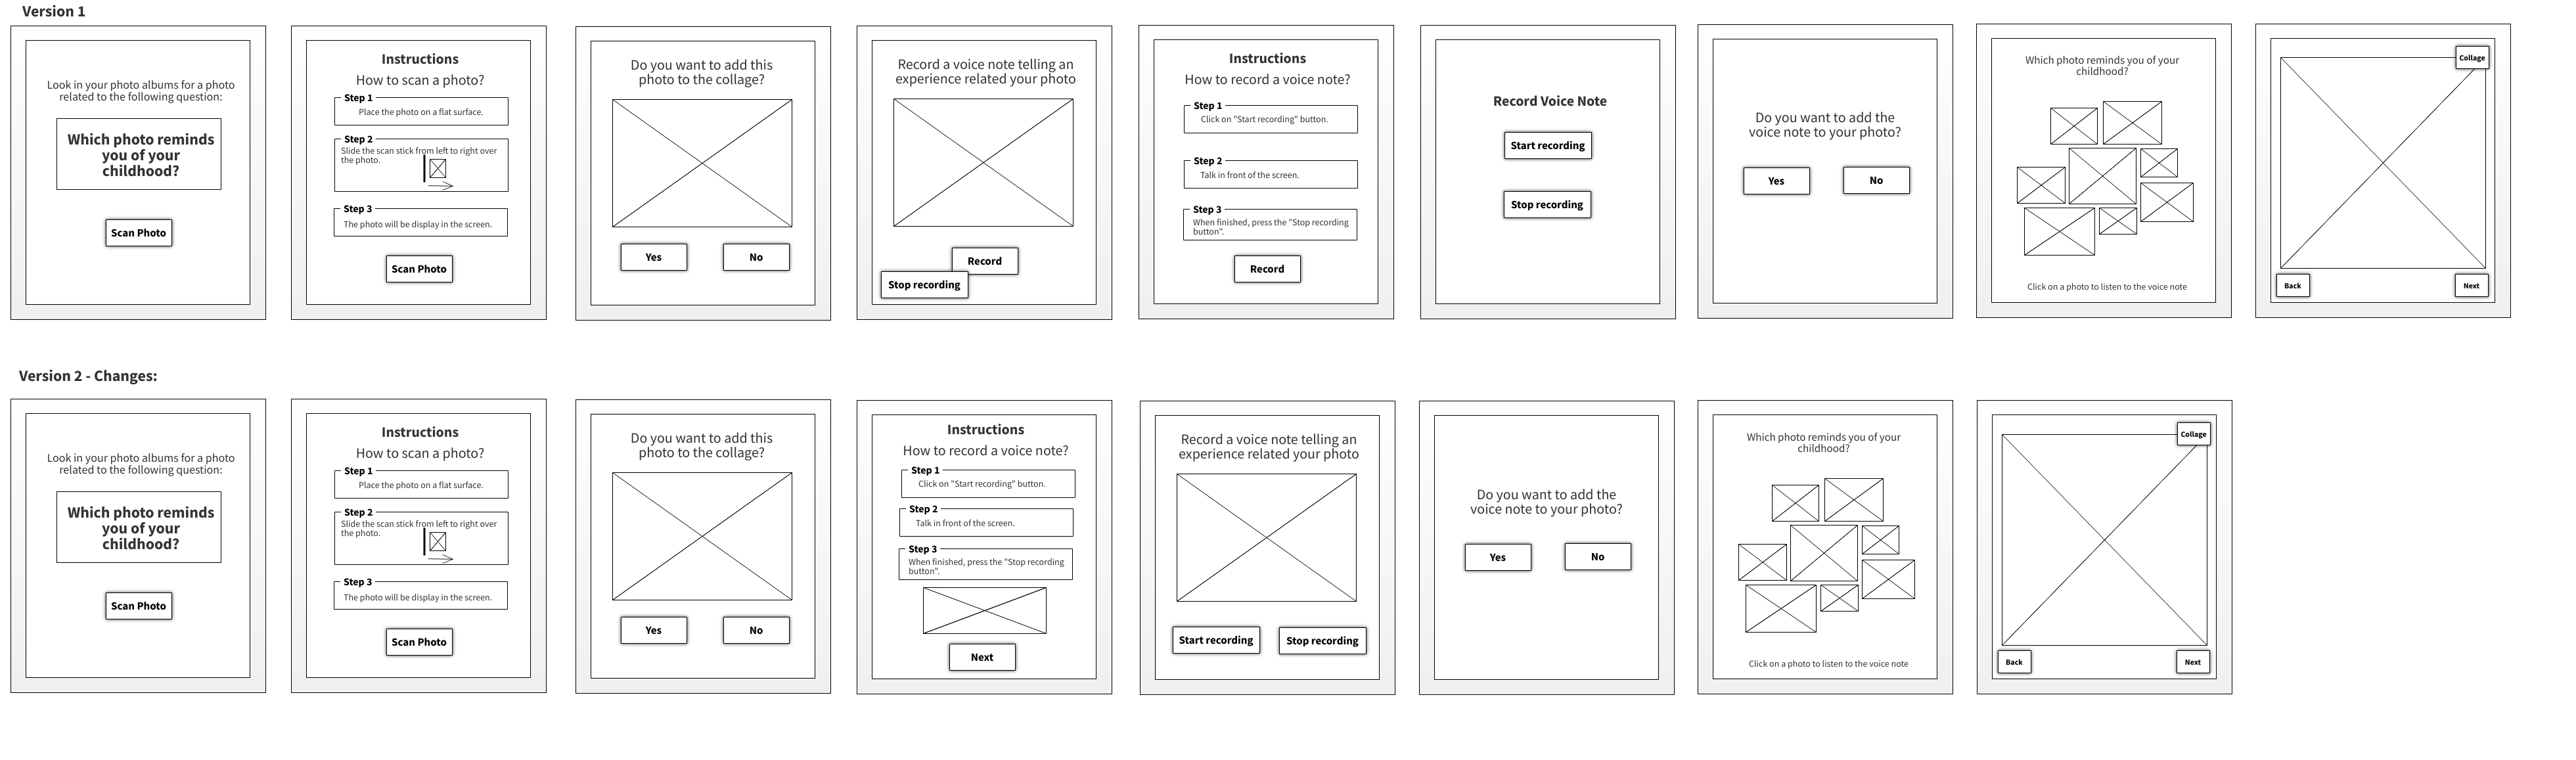 Version 1
Look in your photo albums for a photo
related to the following question:
Which photo reminds
you of your
childhood?
Scan Photo
Instructions
How to scan a photo?
Step 1
Place the photo on a flat surface.
Step 2
Slide the scan stick from left to right over
the photo.
Step 3
The photo will be display in the screen.
Scan Photo
Do you want to add this
photo to the collage?
Yes
No
Record a voice note telling an
experience related your photo
Record
Stop recording
Instructions
How to record a voice note?
Step 1
Click on "Start recording" button.
Step 2
Talk in front of the screen.
Step 3
When finished, press the "Stop recording
button".
Record
Record Voice Note
Start recording
Stop recording
Do you want to add the
voice note to your photo?
Yes
No
Which photo reminds you of your
childhood?
Click on a photo to listen to the voice note
Collage
Back
Next
Version 2 - Changes:
Look in your photo albums for a photo
related to the following question:
Which photo reminds
you of your
childhood?
Scan Photo
Instructions
How to scan a photo?
Step 1
Place the photo on a flat surface.
Step 2
Slide the scan stick from left to right over
the photo.
Step 3
The photo will be display in the screen.
Scan Photo
Do you want to add this
photo to the collage?
Yes
No
Instructions
How to record a voice note?
Step 1
Click on "Start recording" button.
Step 2
Talk in front of the screen.
Step 3
When finished, press the "Stop recording
button".
Next
Record a voice note telling an
experience related your photo
Start recording
Stop recording
Do you want to add the
voice note to your photo?
Yes
No
Which photo reminds you of your
childhood?
Click on a photo to listen to the voice note
Collage
Back
Next